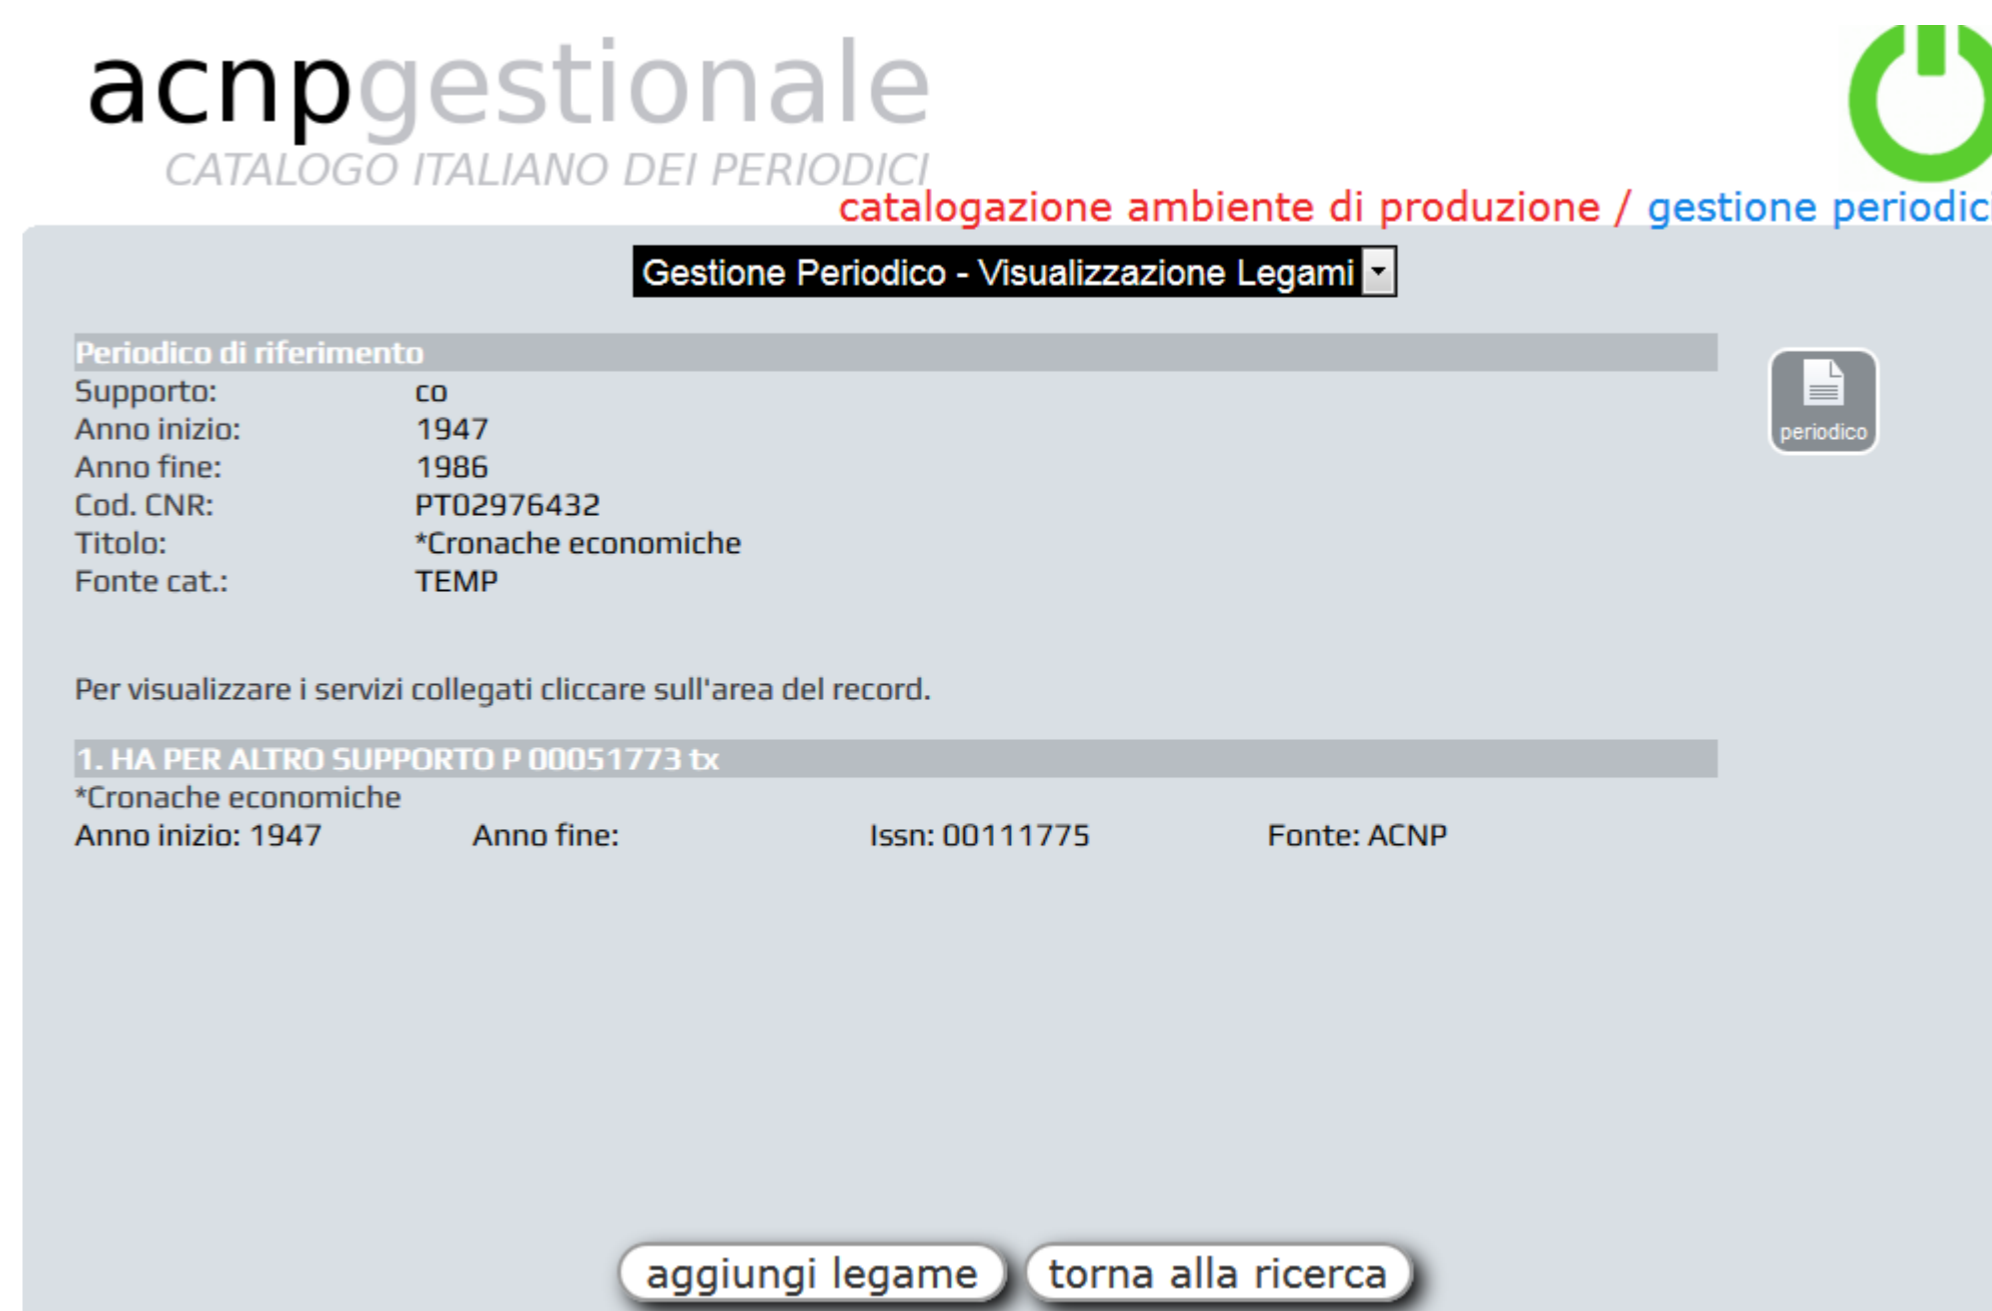 acnpgestionale
CATALOGO ITALIANO DEI PERIODICI
catalogazione ambiente di produzione / gestione periodici
Gestione Periodico - Visualizzazione Legami
Periodico di riferimento
Supporto: co
Anno inizio: 1947
Anno fine: 1986
Cod. CNR: PT02976432
Titolo: *Cronache economiche
Fonte cat.: TEMP
periodico
Per visualizzare i servizi collegati cliccare sull'area del record.
1. HA PER ALTRO SUPPORTO P 00051773 tx
*Cronache economiche
Anno inizio: 1947 Anno fine: Issn: 00111775 Fonte: ACNP
aggiungi legame torna alla ricerca